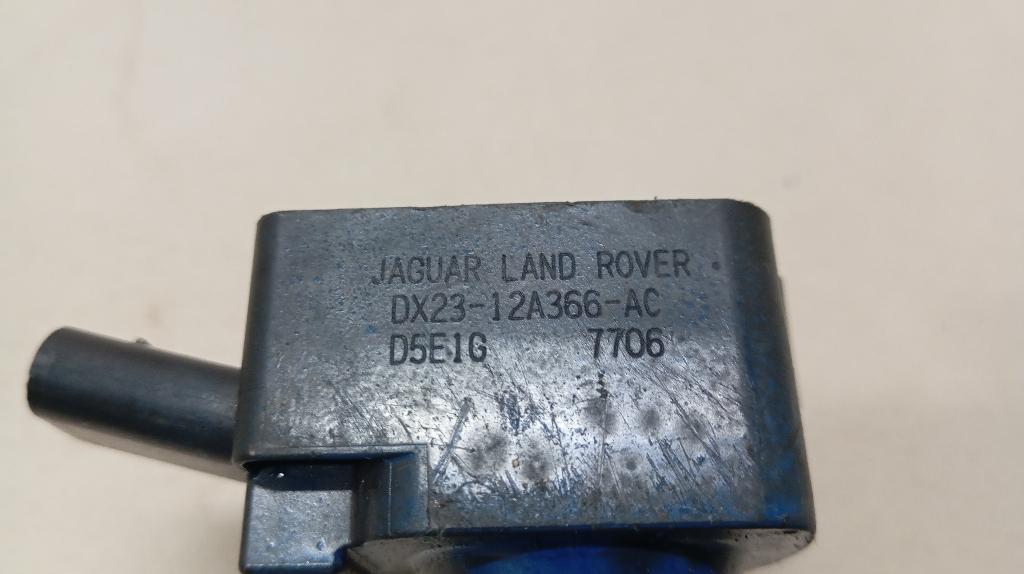 JAGUAR LAND ROVER
DX23-12A366-AC
D5E1G 7706